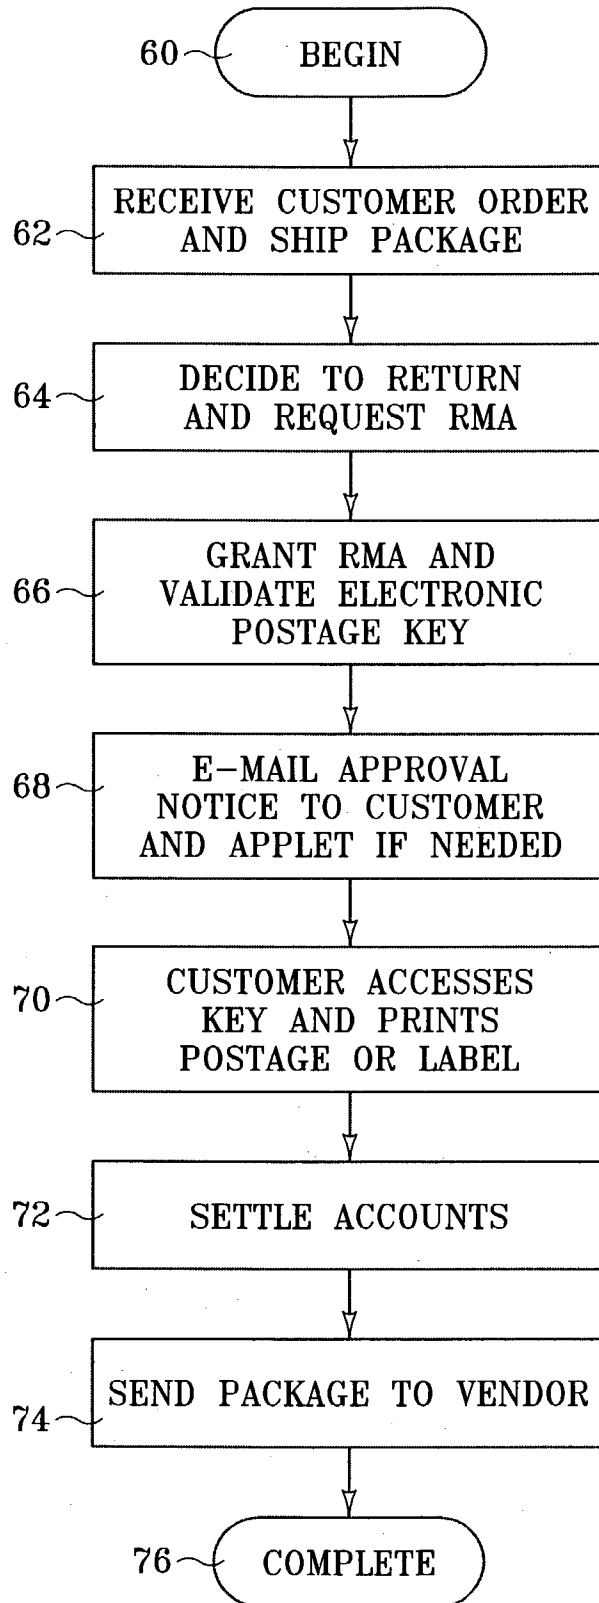 60 BEGIN
RECEIVE CUSTOMER ORDER
62 AND SHIP PACKAGE
DECIDE TO RETURN
64 AND REQUEST RMA
GRANT RMA AND
66 VALIDATE ELECTRONIC
POSTAGE KEY
E-MAIL APPROVAL
68 NOTICE TO CUSTOMER
AND APPLET IF NEEDED
CUSTOMER ACCESSES
70 KEY AND PRINTS
POSTAGE OR LABEL
72 SETTLE ACCOUNTS
SEND PACKAGE TO VENDOR
74
76 COMPLETE